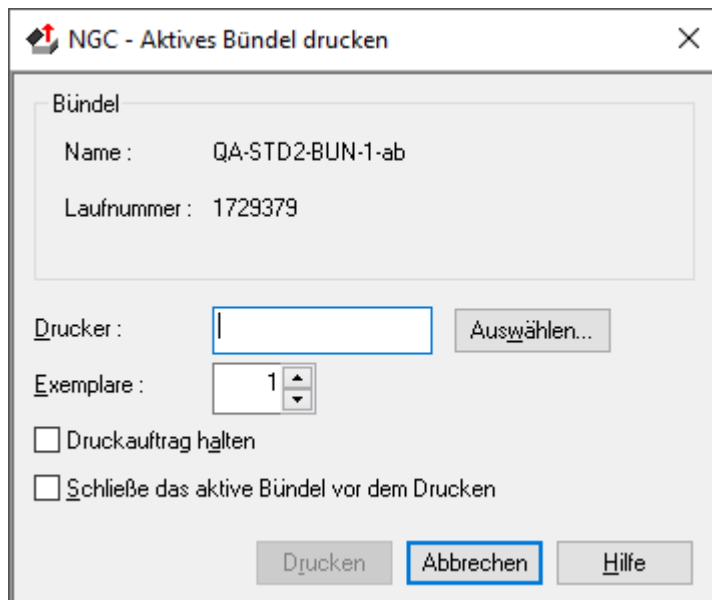 NGC - Aktives Bündel drucken
Bündel
Name : QA-STD2-BUN-1-ab
Laufnummer : 1729379
Drucker : Auswählen...
Exemplare : 1
Druckauftrag halten
Schließe das aktive Bündel vor dem Drucken
Drucken Abbrechen Hilfe